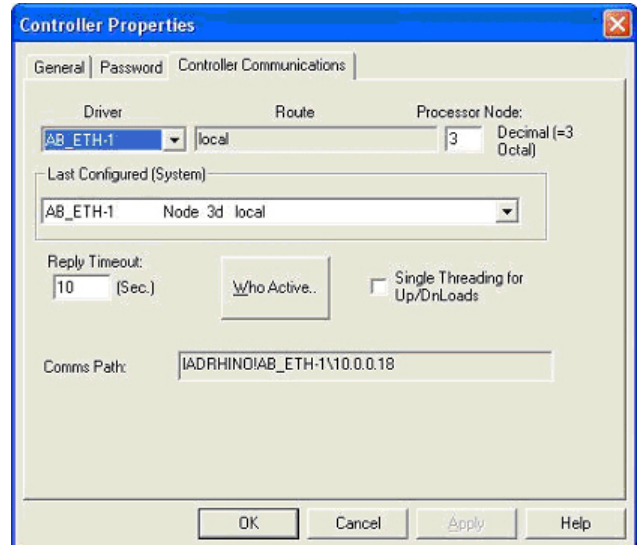 Controller Properties
General Password Controller Communications
Driver Route Processor Node:
AB_ETH-1 local 3 Decimal (=3 Octal)
Last Configured (System)
AB_ETH-1 Node 3d local
Reply Timeout:
10 (Sec.)
Who Active..
Single Threading for
Up/DnLoads
Comms Path: IADRHINO!AB_ETH-1\10.0.0.18
OK Cancel Apply Help